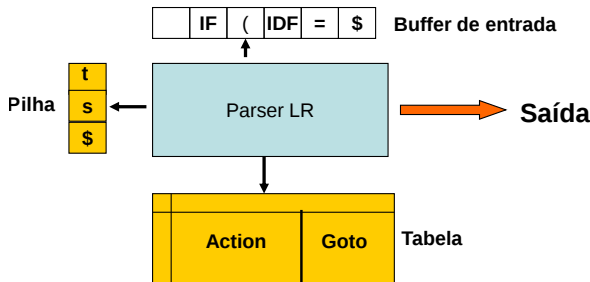 IF ( IDF = $ Buffer de entrada
t
Pilha s Parser LR Saída
$
Action Goto Tabela